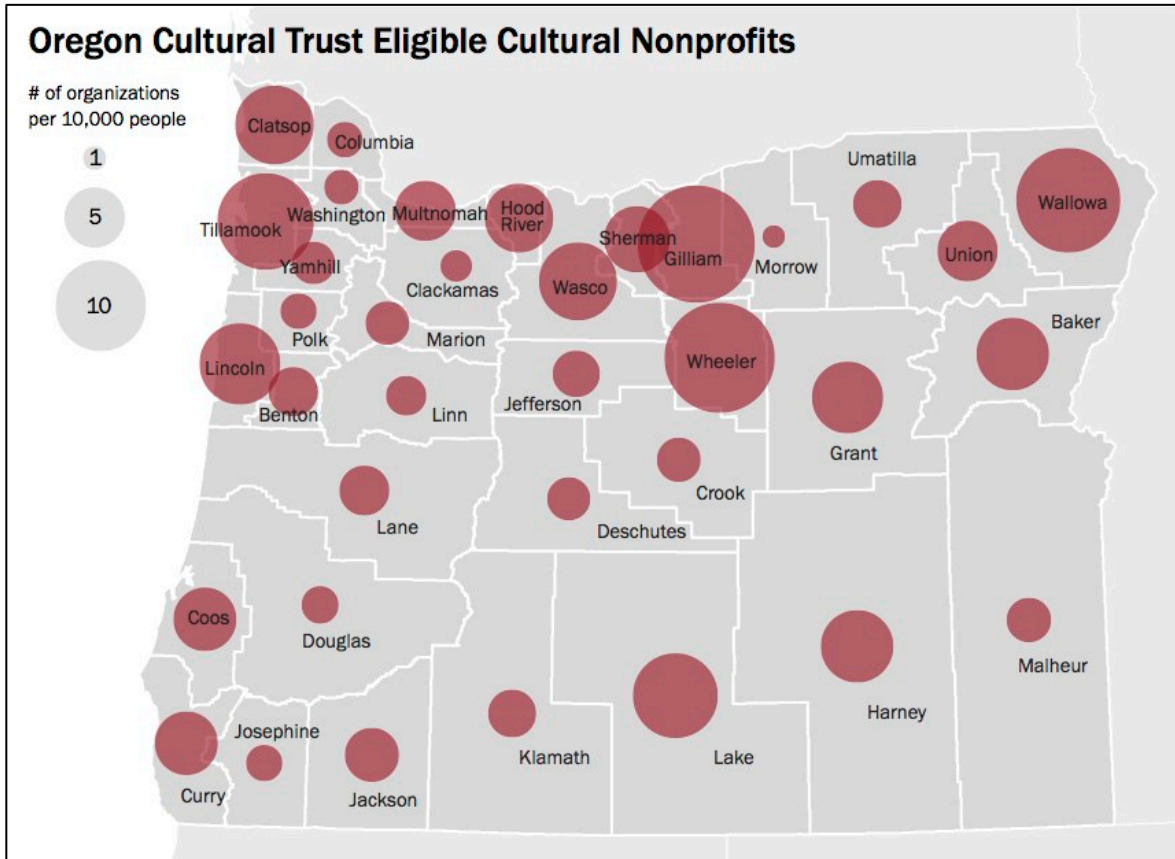 Oregon Cultural Trust Eligible Cultural Nonprofits
# of organizations
per 10,000 people
1
5
10
Clatsop
Columbia
Washington
Tillamook
Yamhill
Multnomah
Hood
River
Clackamas
Wasco
Sherman
Gilliam
Morrow
Umatilla
Union
Wallowa
Baker
Polk
Marion
Lincoln
Benton
Linn
Jefferson
Wheeler
Grant
Crook
Lane
Deschutes
Coos
Douglas
Malheur
Harney
Josephine
Klamath
Lake
Curry
Jackson